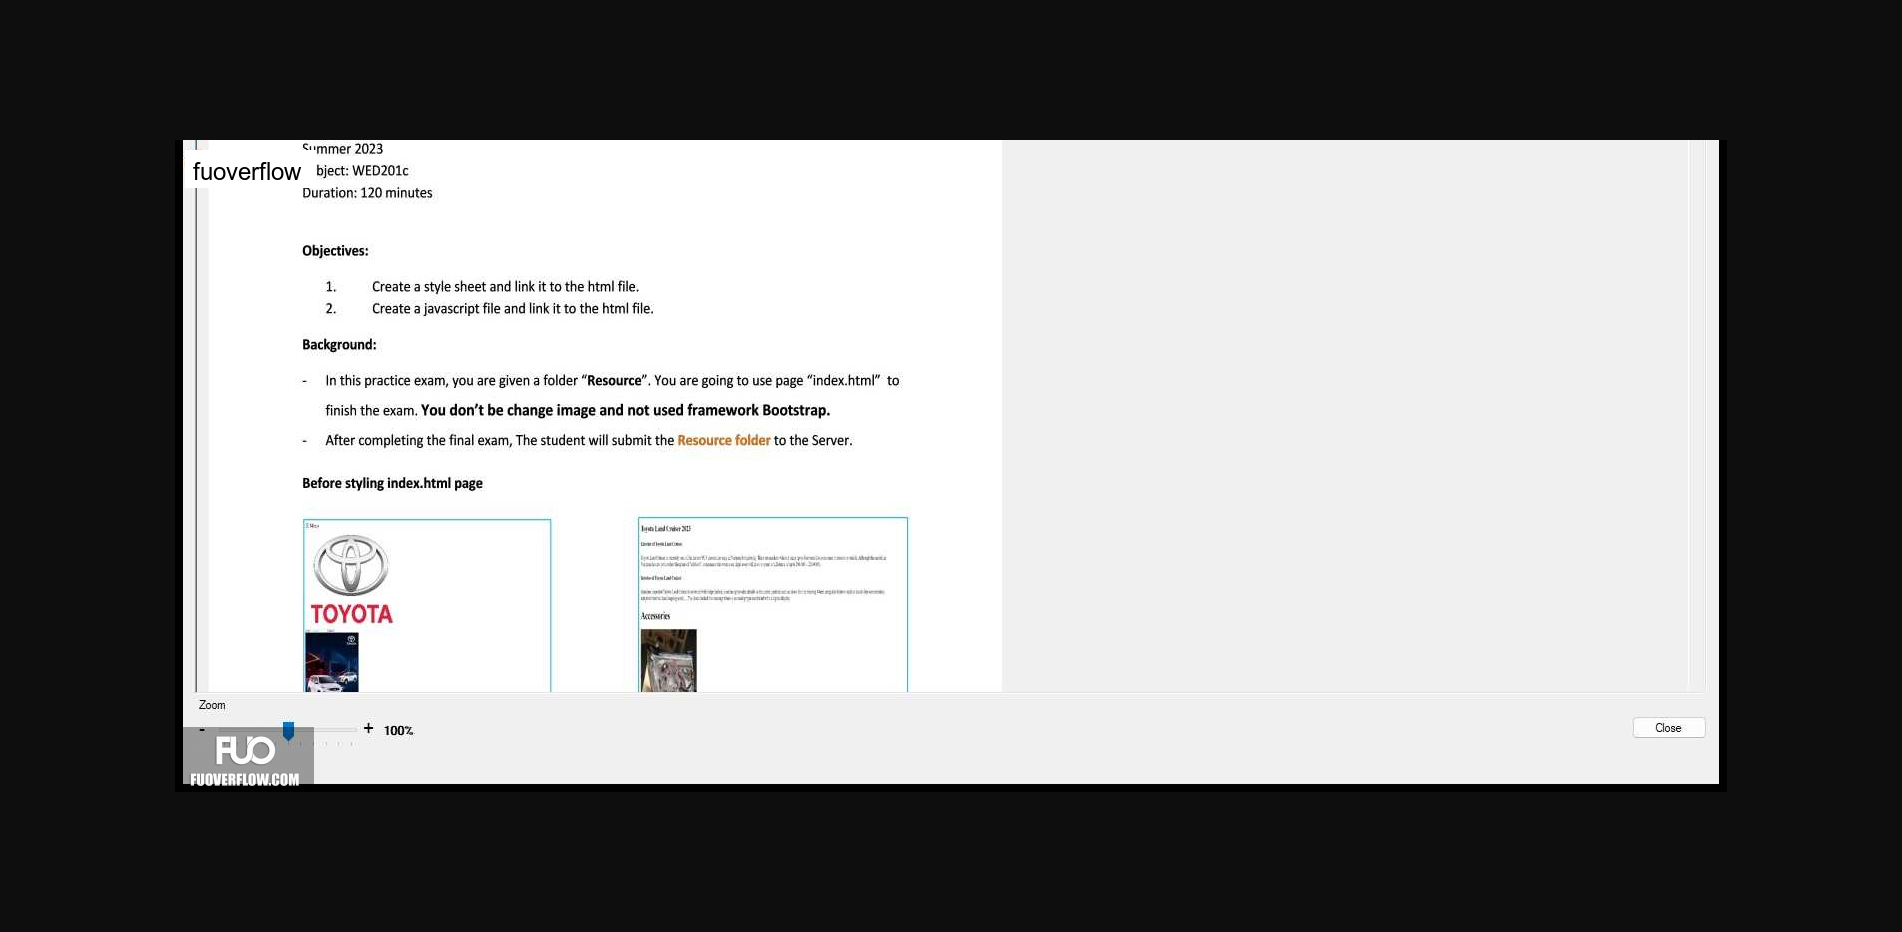 Summer 2023
fuoverflow
bject: WED201c
Duration: 120 minutes
Objectives:
1. Create a style sheet and link it to the html file.
2. Create a javascript file and link it to the html file.
Background:
- In this practice exam, you are given a folder “Resource”. You are going to use page “index.html” to
finish the exam. You don’t be change image and not used framework Bootstrap.
- After completing the final exam, The student will submit the Resource folder to the Server.
Before styling index.html page
TOYOTA
Toyota Land Cruiser 2023
Accessories
Zoom
- + 100%
Close
FUO
FUOVERFLOW.COM